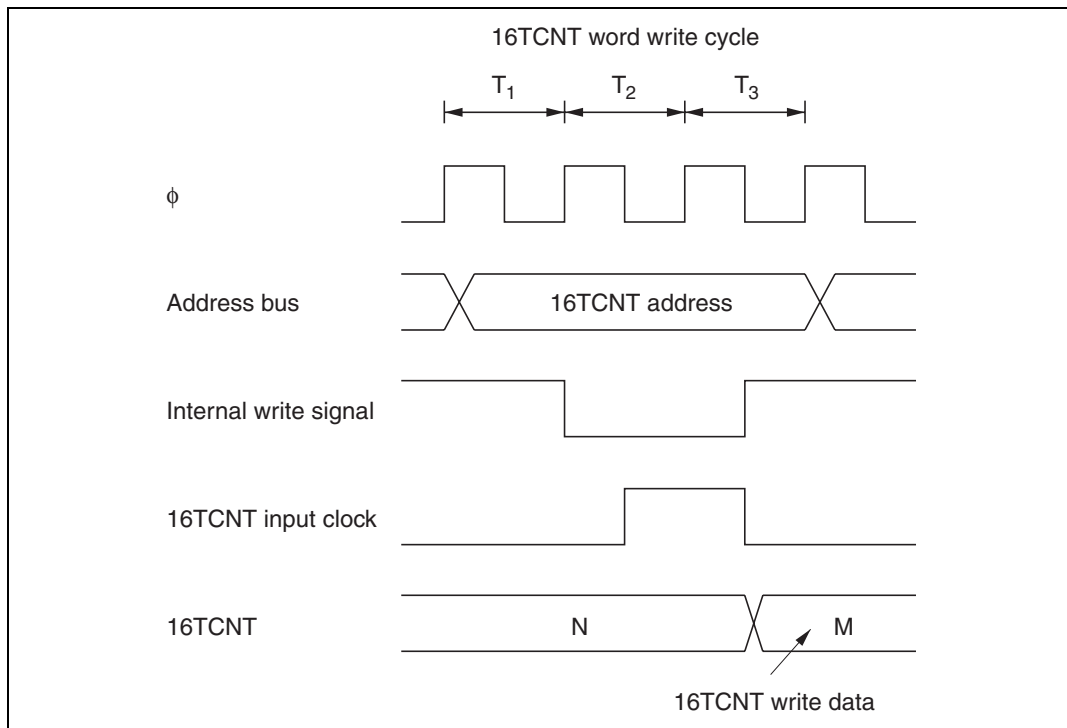 16TCNT word write cycle
T1 T2 T3
φ
Address bus
16TCNT address
Internal write signal
16TCNT input clock
16TCNT
N
M
16TCNT write data